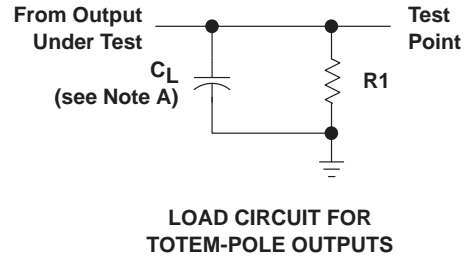 From Output
Under Test
Test
Point
CL
(see Note A)
R1
LOAD CIRCUIT FOR
TOTEM-POLE OUTPUTS